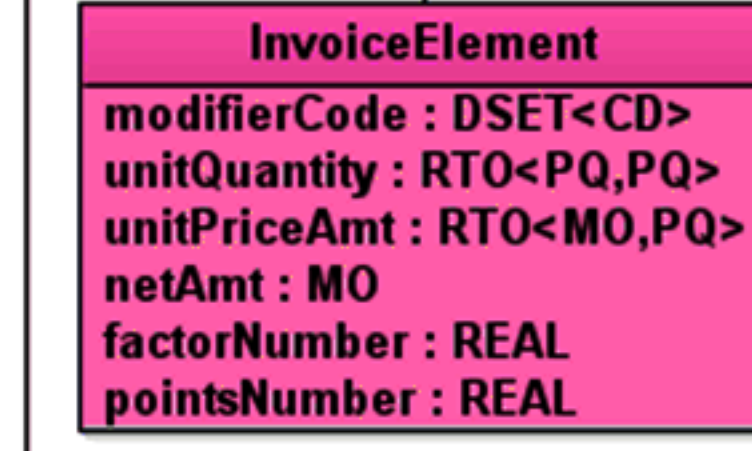 InvoiceElement
modifierCode : DSET<CD>
unitQuantity : RTO<PQ,PQ>
unitPriceAmt : RTO<MO,PQ>
netAmt : MO
factorNumber : REAL
pointsNumber : REAL